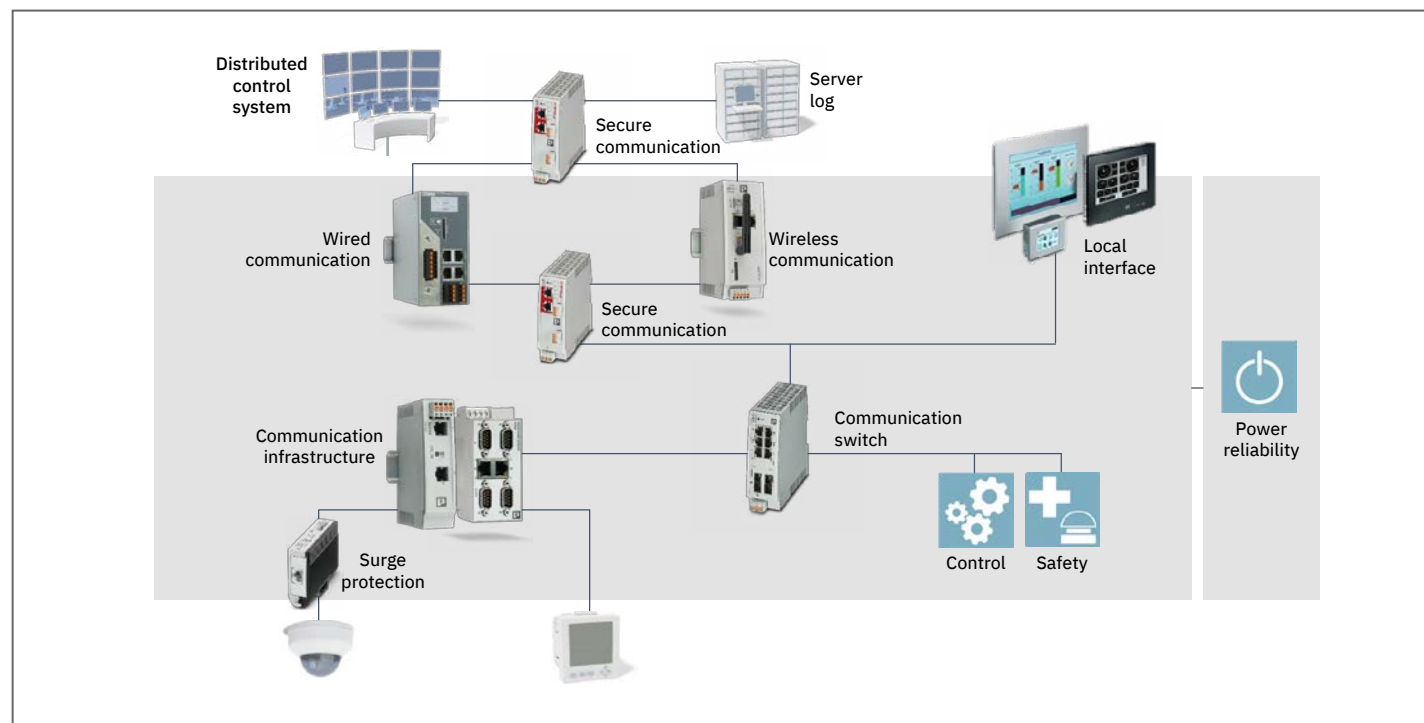 Distributed
control
system
Server
log
Secure
communication
Wired
communication
Wireless
communication
Local
interface
Secure
communication
Communication
infrastructure
Communication
switch
Power
reliability
Surge
protection
Control
Safety